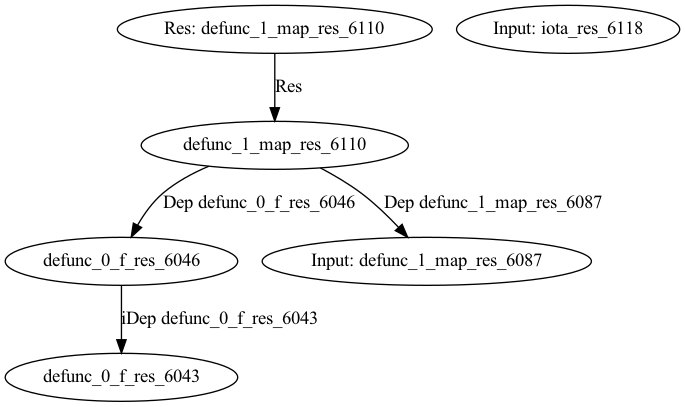 Res: defunc_1_map_res_6110
Input: iota_res_6118
Res
defunc_1_map_res_6110
Dep defunc_0_f_res_6046
Dep defunc_1_map_res_6087
defunc_0_f_res_6046
Input: defunc_1_map_res_6087
iDep defunc_0_f_res_6043
defunc_0_f_res_6043